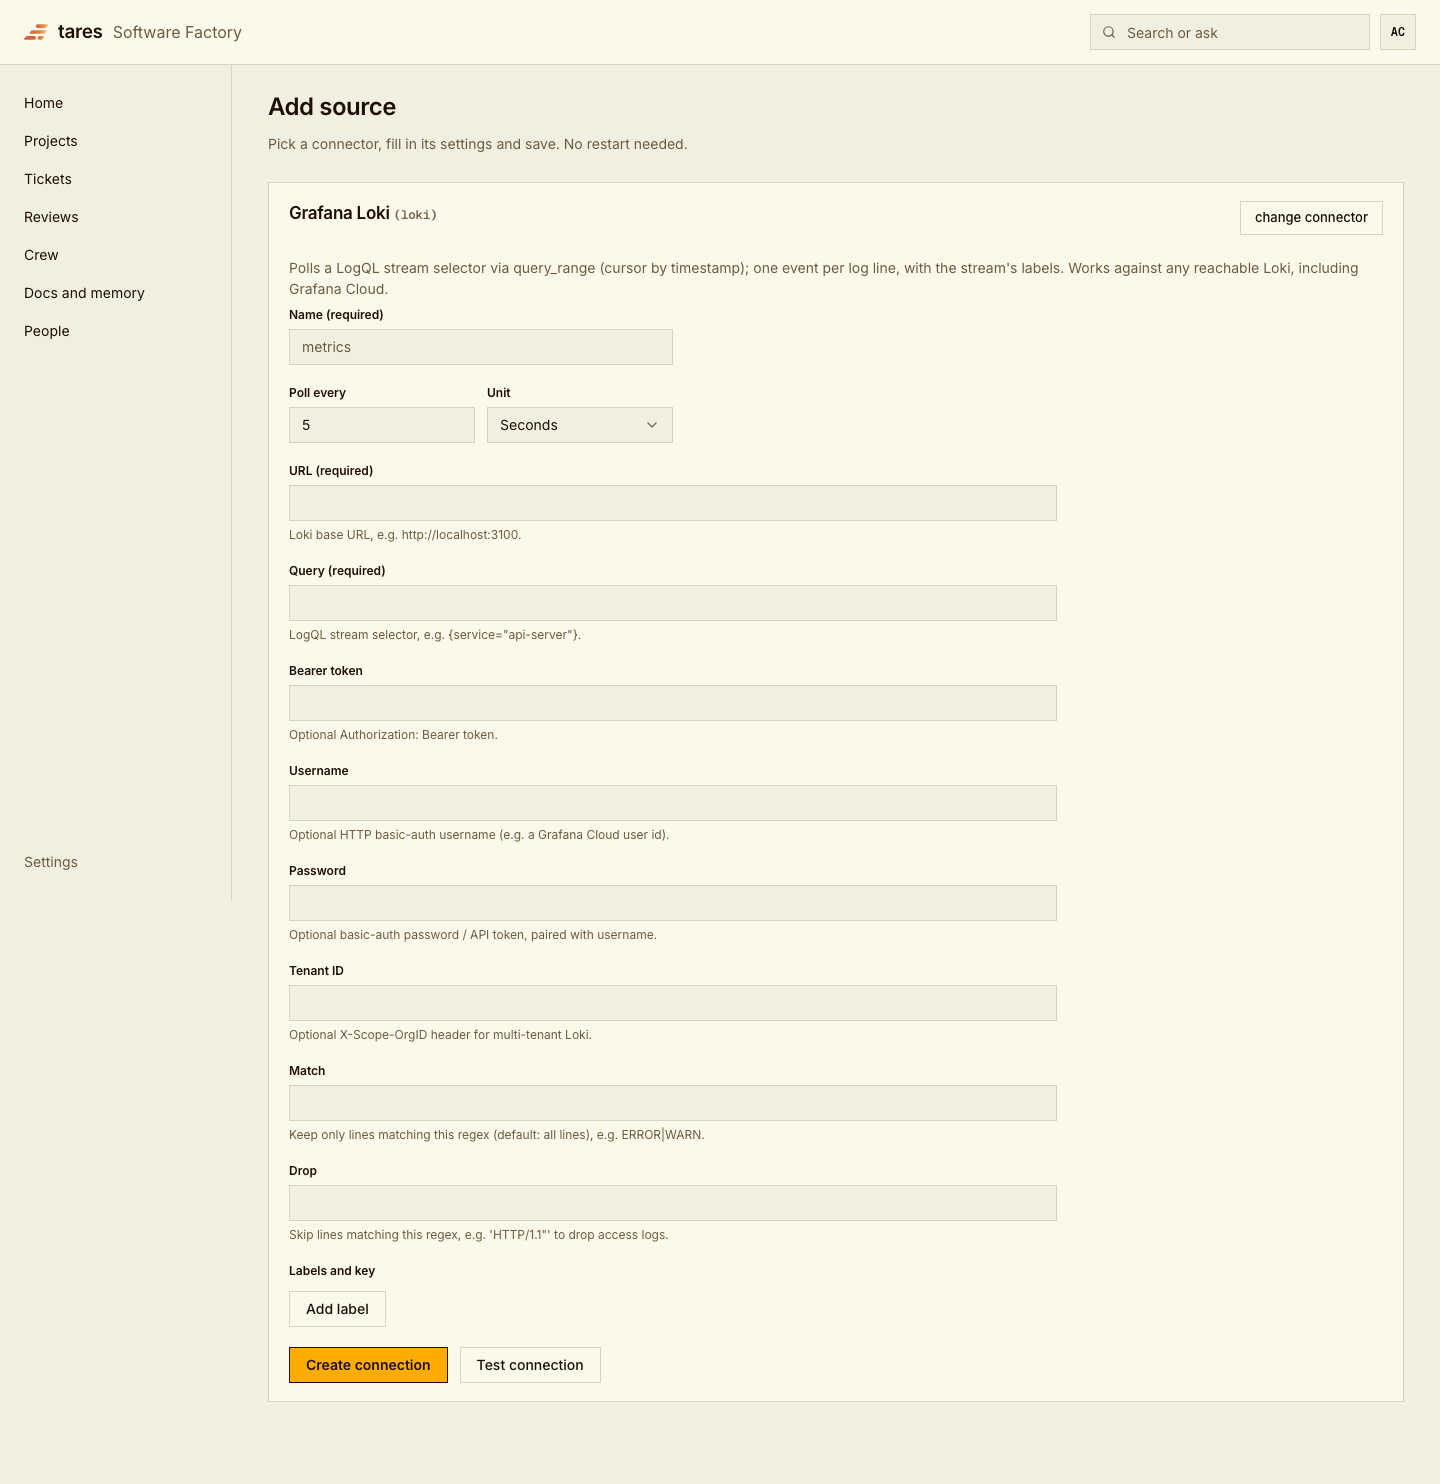 tares Software Factory
Search or ask
AC
Home
Projects
Tickets
Reviews
Crew
Docs and memory
People
Settings
Add source
Pick a connector, fill in its settings and save. No restart needed.
Grafana Loki (loki)
change connector
Polls a LogQL stream selector via query_range (cursor by timestamp); one event per log line, with the stream's labels. Works against any reachable Loki, including
Grafana Cloud.
Name (required)
metrics
Poll every Unit
5 Seconds
URL (required)
Loki base URL, e.g. http://localhost:3100.
Query (required)
LogQL stream selector, e.g. {service="api-server"}.
Bearer token
Optional Authorization: Bearer token.
Username
Optional HTTP basic-auth username (e.g. a Grafana Cloud user id).
Password
Optional basic-auth password / API token, paired with username.
Tenant ID
Optional X-Scope-OrgID header for multi-tenant Loki.
Match
Keep only lines matching this regex (default: all lines), e.g. ERROR|WARN.
Drop
Skip lines matching this regex, e.g. 'HTTP/1.1"' to drop access logs.
Labels and key
Add label
Create connection Test connection